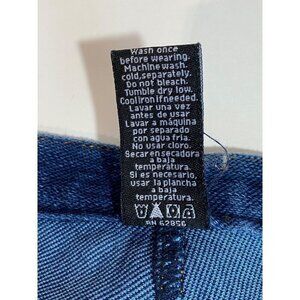 Wash once
before wearing.
Machine wash
cold, separately.
Do not bleach.
Tumble dry low.
Cool iron if needed.
Lavar una vez
antes de usar
Lavar a máquina
por separado
con agua fria.
No usar cloro.
Secar en secadora
a baja
temperatura.
Si es necesario,
usar la plancha
a baja
temperatura.
RN 62856